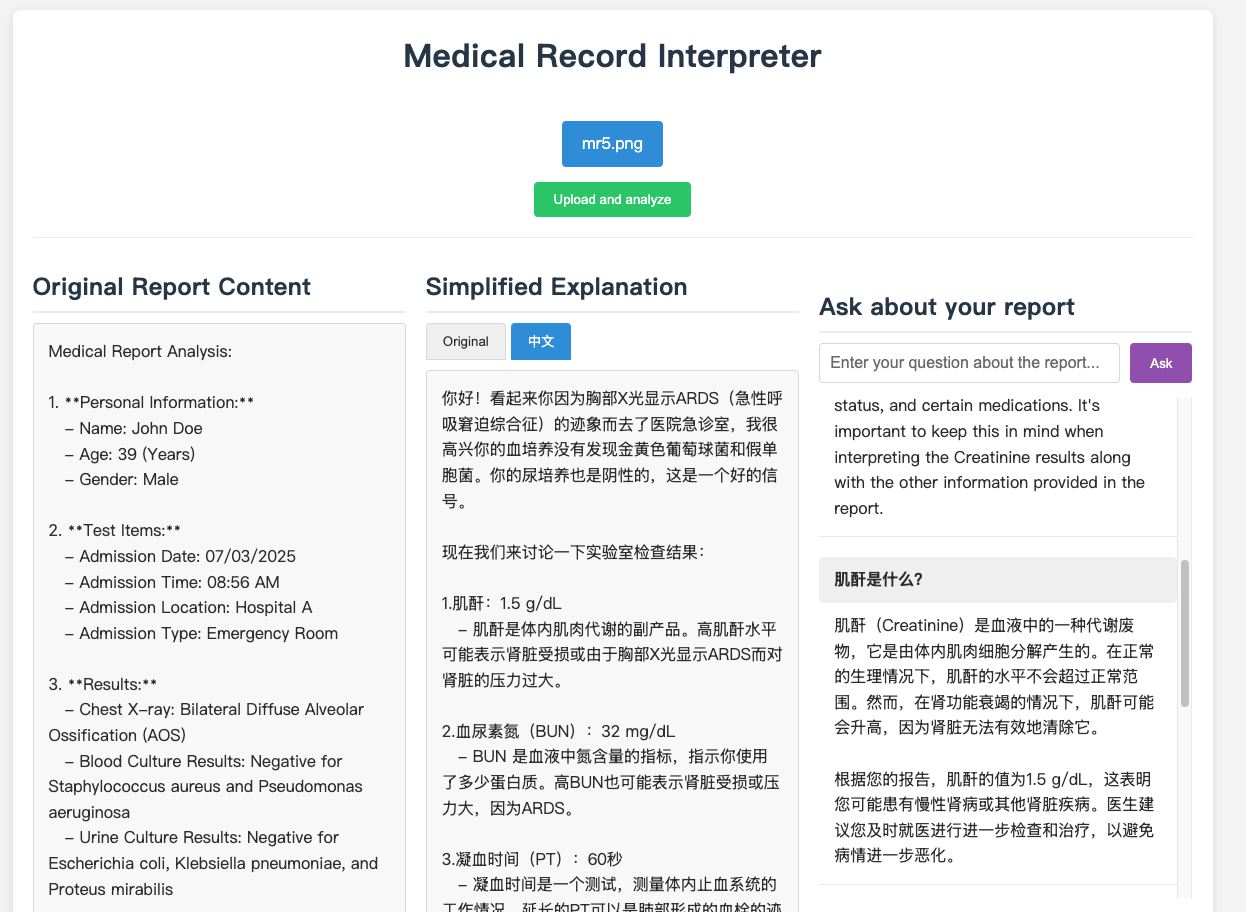 Medical Record Interpreter
mr5.png
Upload and analyze
Original Report Content
Medical Report Analysis:
1. **Personal Information:**
– Name: John Doe
– Age: 39 (Years)
– Gender: Male
2. **Test Items:**
– Admission Date: 07/03/2025
– Admission Time: 08:56 AM
– Admission Location: Hospital A
– Admission Type: Emergency Room
3. **Results:**
– Chest X-ray: Bilateral Diffuse Alveolar
Ossification (AOS)
– Blood Culture Results: Negative for
Staphylococcus aureus and Pseudomonas
aeruginosa
– Urine Culture Results: Negative for
Escherichia coli, Klebsiella pneumoniae, and
Proteus mirabilis
Simplified Explanation
Original
中文
你好！看起来你因为胸部X光显示ARDS（急性呼
吸窘迫综合征）的迹象而去了医院急诊室，我很
高兴你的血培养没有发现金黄色葡萄球菌和假单
胞菌。你的尿培养也是阴性的，这是一个好的信
号。
现在我们来讨论一下实验室检查结果：
1.肌酐：1.5 g/dL
– 肌酐是体内肌肉代谢的副产品。高肌酐水平
可能表示肾脏受损或由于胸部X光显示ARDS而对
肾脏的压力过大。
2.血尿素氮（BUN）：32 mg/dL
– BUN 是血液中氮含量的指标，指示你使用
了多少蛋白质。高BUN也可能表示肾脏受损或压
力大，因为ARDS。
3.凝血时间（PT）：60秒
– 凝血时间是一个测试，测量体内止血系统的
工作情况。延长的PT可以是肺部形成的血栓的迹
Ask about your report
Enter your question about the report...
Ask
status, and certain medications. It's
important to keep this in mind when
interpreting the Creatinine results along
with the other information provided in the
report.
肌酐是什么?
肌酐（Creatinine）是血液中的一种代谢废
物，它是由体内肌肉细胞分解产生的。在正常
的生理情况下，肌酐的水平不会超过正常范
围。然而，在肾功能衰竭的情况下，肌酐可能
会升高，因为肾脏无法有效地清除它。
根据您的报告，肌酐的值为1.5 g/dL，这表明
您可能患有慢性肾病或其他肾脏疾病。医生建
议您及时就医进行进一步检查和治疗，以避免
病情进一步恶化。